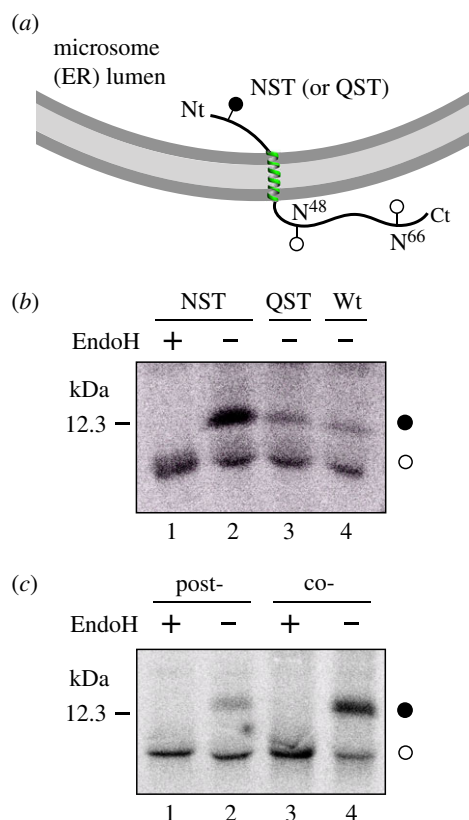 (a)
microsome
(ER) lumen
NST (or QST)
Nt
N48
Ct
N66
(b)
NST QST Wt
EndoH + − − −
kDa
12.3
1 2 3 4
(c)
post- co-
EndoH + − + −
kDa
12.3
1 2 3 4